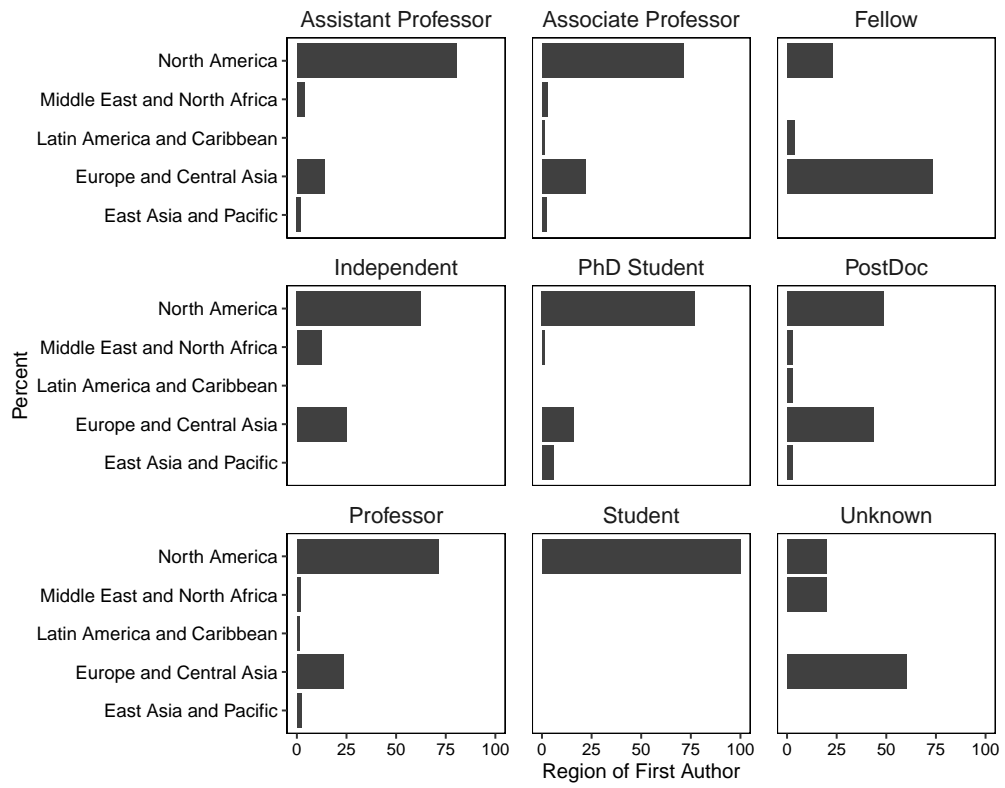 Assistant Professor
Associate Professor
Fellow
North America
Middle East and North Africa
Latin America and Caribbean
Europe and Central Asia
East Asia and Pacific
Independent
PhD Student
PostDoc
North America
Middle East and North Africa
Latin America and Caribbean
Europe and Central Asia
East Asia and Pacific
Percent
Professor
Student
Unknown
North America
Middle East and North Africa
Latin America and Caribbean
Europe and Central Asia
East Asia and Pacific
0 25 50 75 100 0 25 50 75 100 0 25 50 75 100
Region of First Author